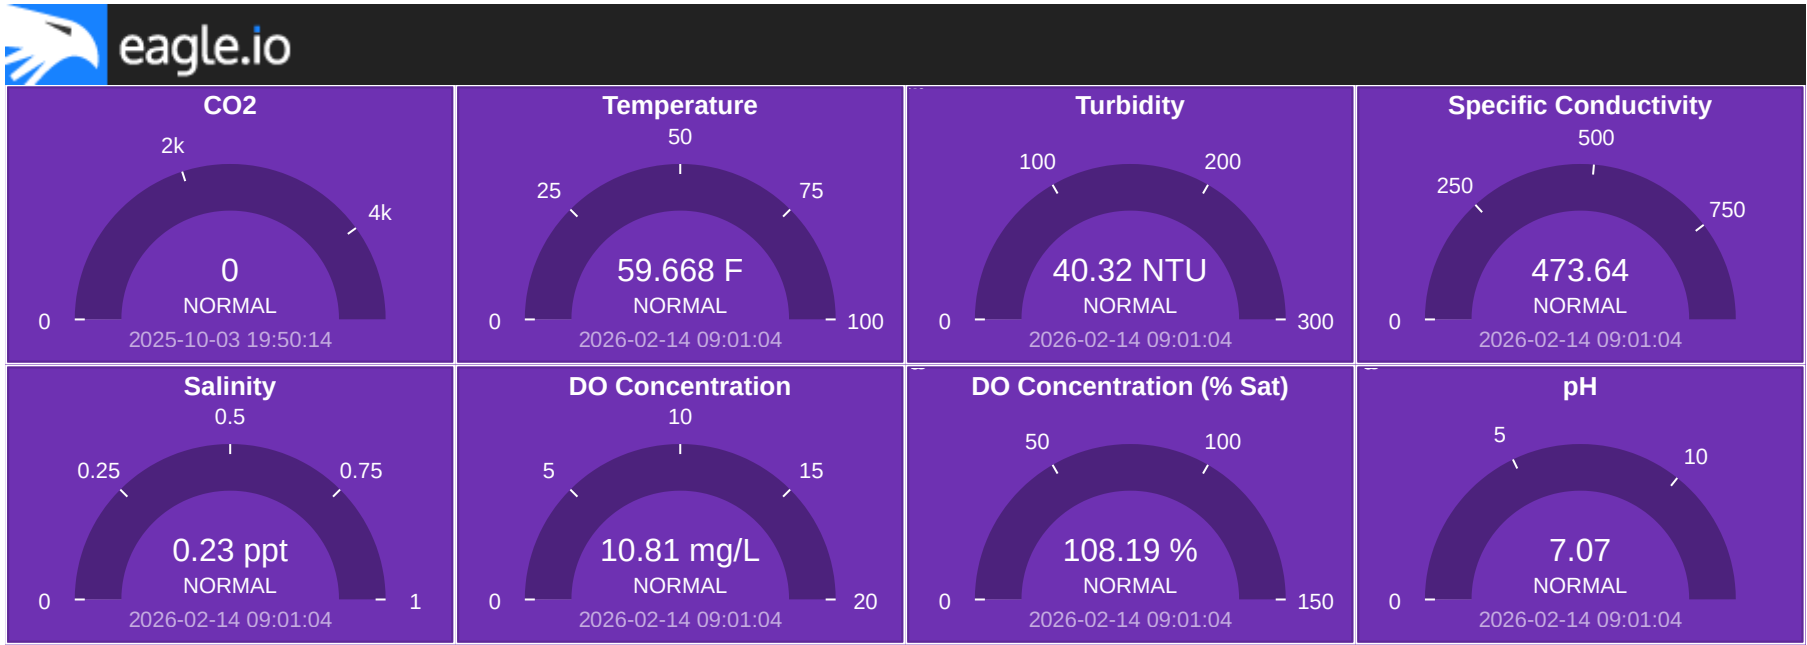 eagle.io
CO2
2k
4k
0
0
NORMAL
2025-10-03 19:50:14
Temperature
50
25
75
59.668 F
NORMAL
0
100
2026-02-14 09:01:04
Turbidity
100
200
40.32 NTU
NORMAL
0
300
2026-02-14 09:01:04
Specific Conductivity
500
250
750
473.64
NORMAL
0
2026-02-14 09:01:04
Salinity
0.5
0.25
0.75
0.23 ppt
NORMAL
0
1
2026-02-14 09:01:04
DO Concentration
10
5
15
10.81 mg/L
NORMAL
0
20
2026-02-14 09:01:04
DO Concentration (% Sat)
50
100
108.19 %
NORMAL
0
150
2026-02-14 09:01:04
pH
5
10
7.07
NORMAL
0
2026-02-14 09:01:04